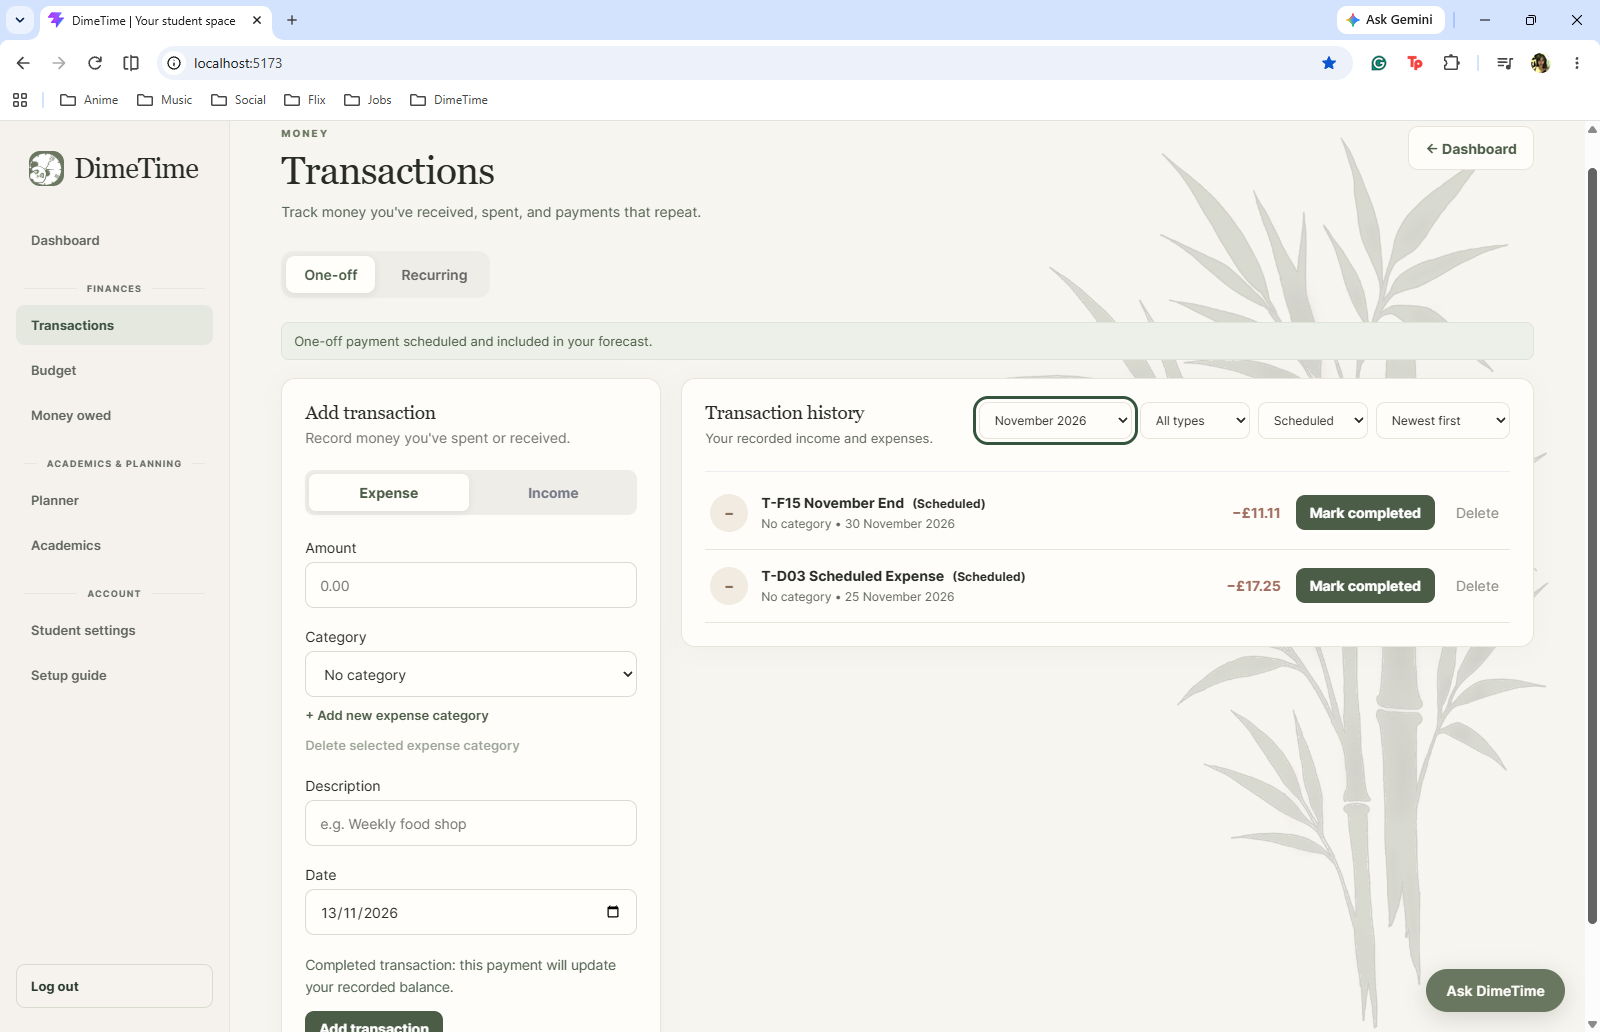 DimeTime | Your student space
Ask Gemini
localhost:5173
Anime
Music
Social
Flix
Jobs
DimeTime
DimeTime
Dashboard
FINANCES
Transactions
Budget
Money owed
ACADEMICS & PLANNING
Planner
Academics
ACCOUNT
Student settings
Setup guide
Log out
MONEY
Transactions
Track money you've received, spent, and payments that repeat.
← Dashboard
One-off
Recurring
One-off payment scheduled and included in your forecast.
Add transaction
Record money you've spent or received.
Expense
Income
Amount
0.00
Category
No category
+ Add new expense category
Delete selected expense category
Description
e.g. Weekly food shop
Date
13/11/2026
Completed transaction: this payment will update
your recorded balance.
Add transaction
Transaction history
Your recorded income and expenses.
November 2026
All types
Scheduled
Newest first
T-F15 November End (Scheduled)
No category • 30 November 2026
−£11.11
Mark completed
Delete
T-D03 Scheduled Expense (Scheduled)
No category • 25 November 2026
−£17.25
Mark completed
Delete
Ask DimeTime